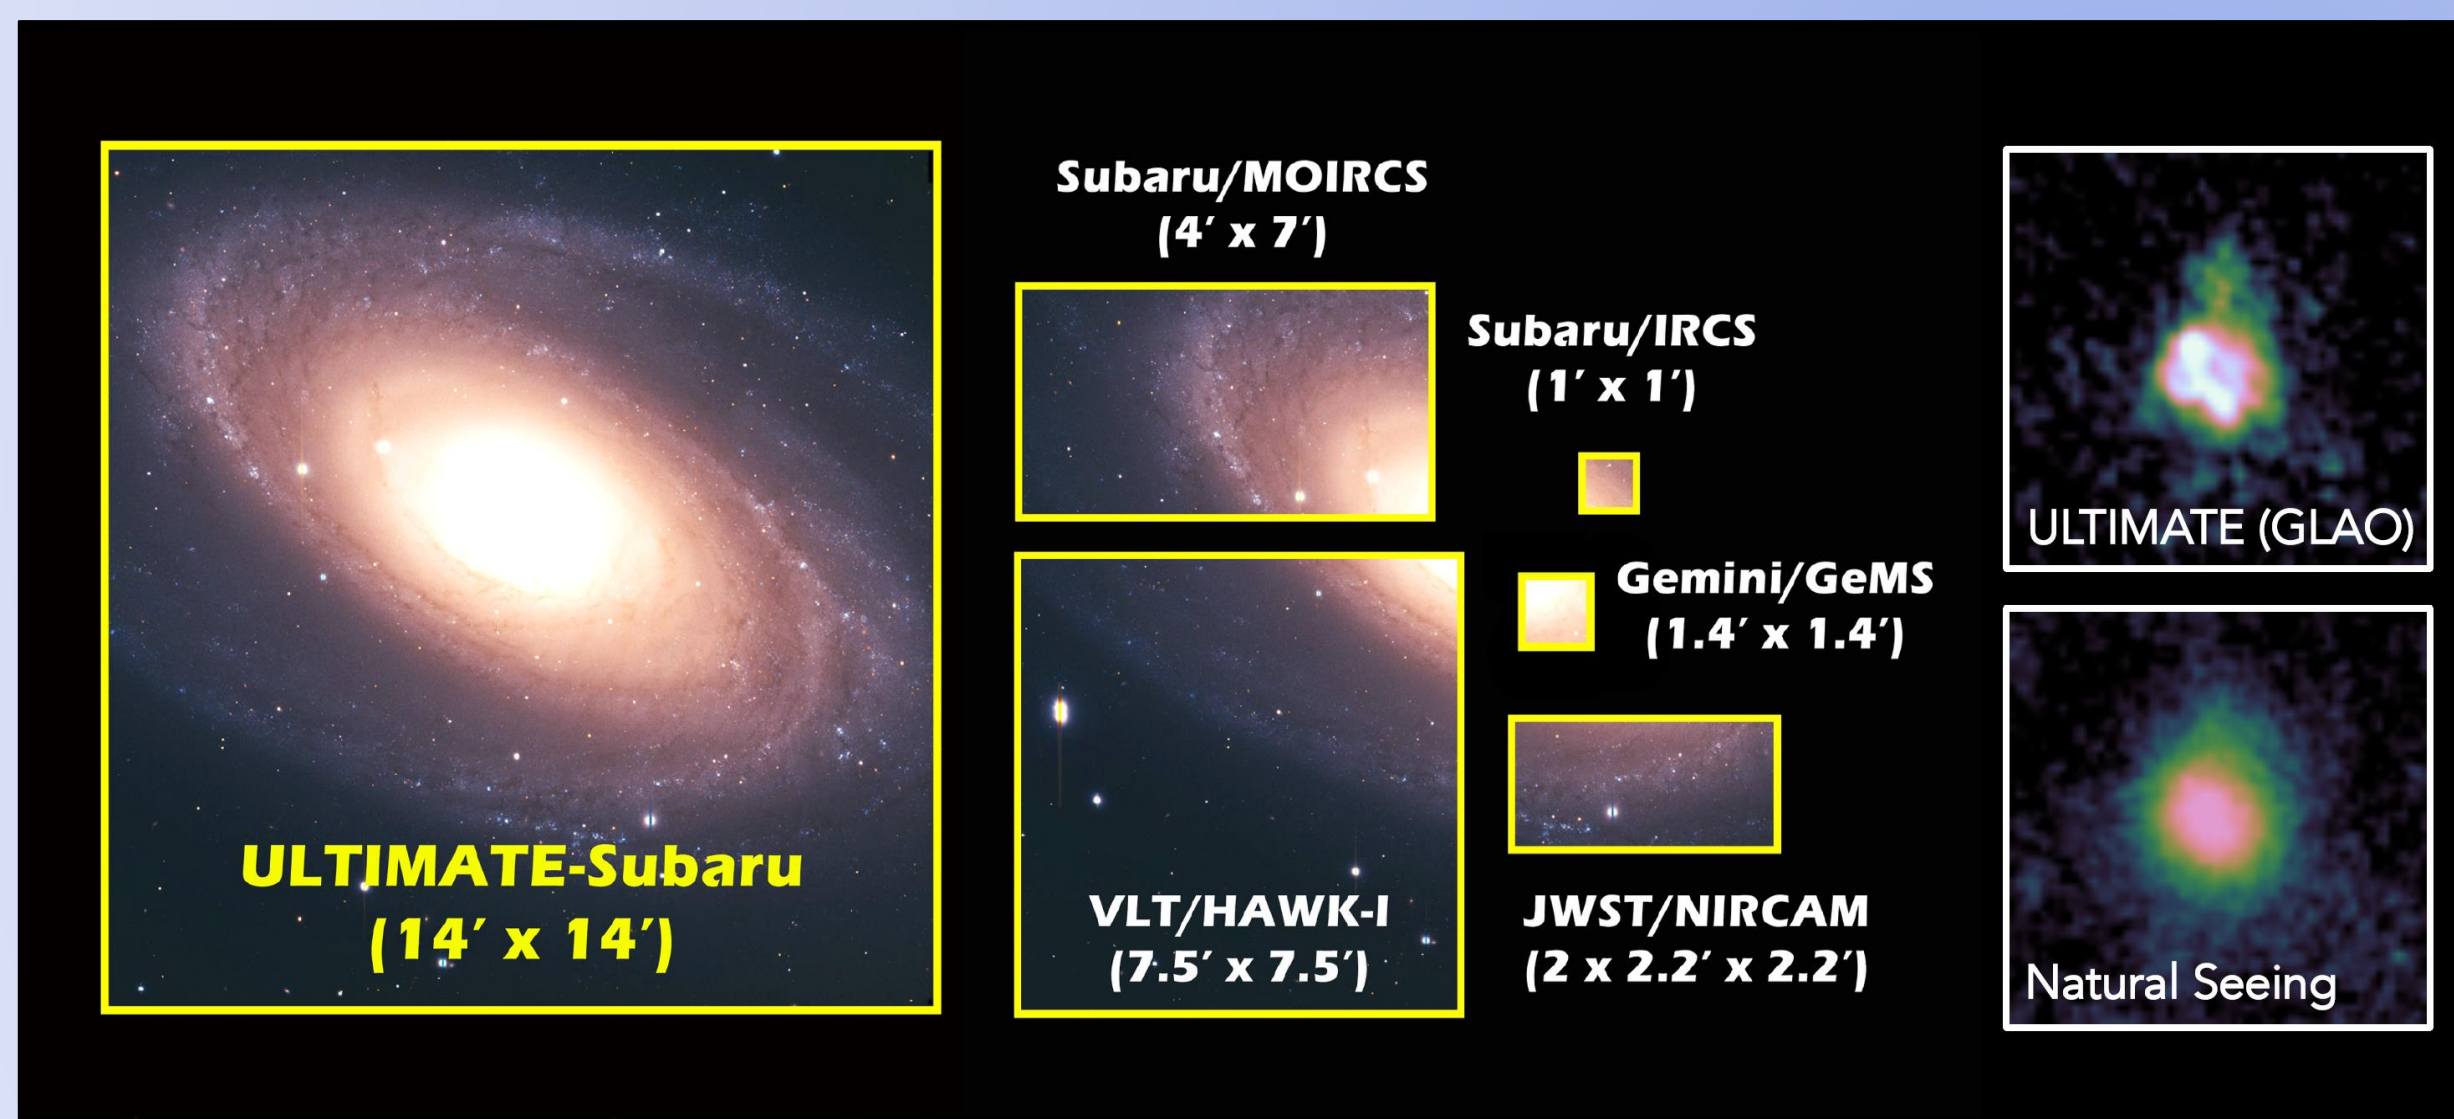 Subaru/MOIRCS
(4′ x 7′)
Subaru/IRCS
(1′ x 1′)
Gemini/GeMS
(1.4′ x 1.4′)
ULTIMATE-Subaru
(14′ x 14′)
VLT/HAWK-I
(7.5′ x 7.5′)
JWST/NIRCAM
(2 x 2.2′ x 2.2′)
ULTIMATE (GLAO)
Natural Seeing